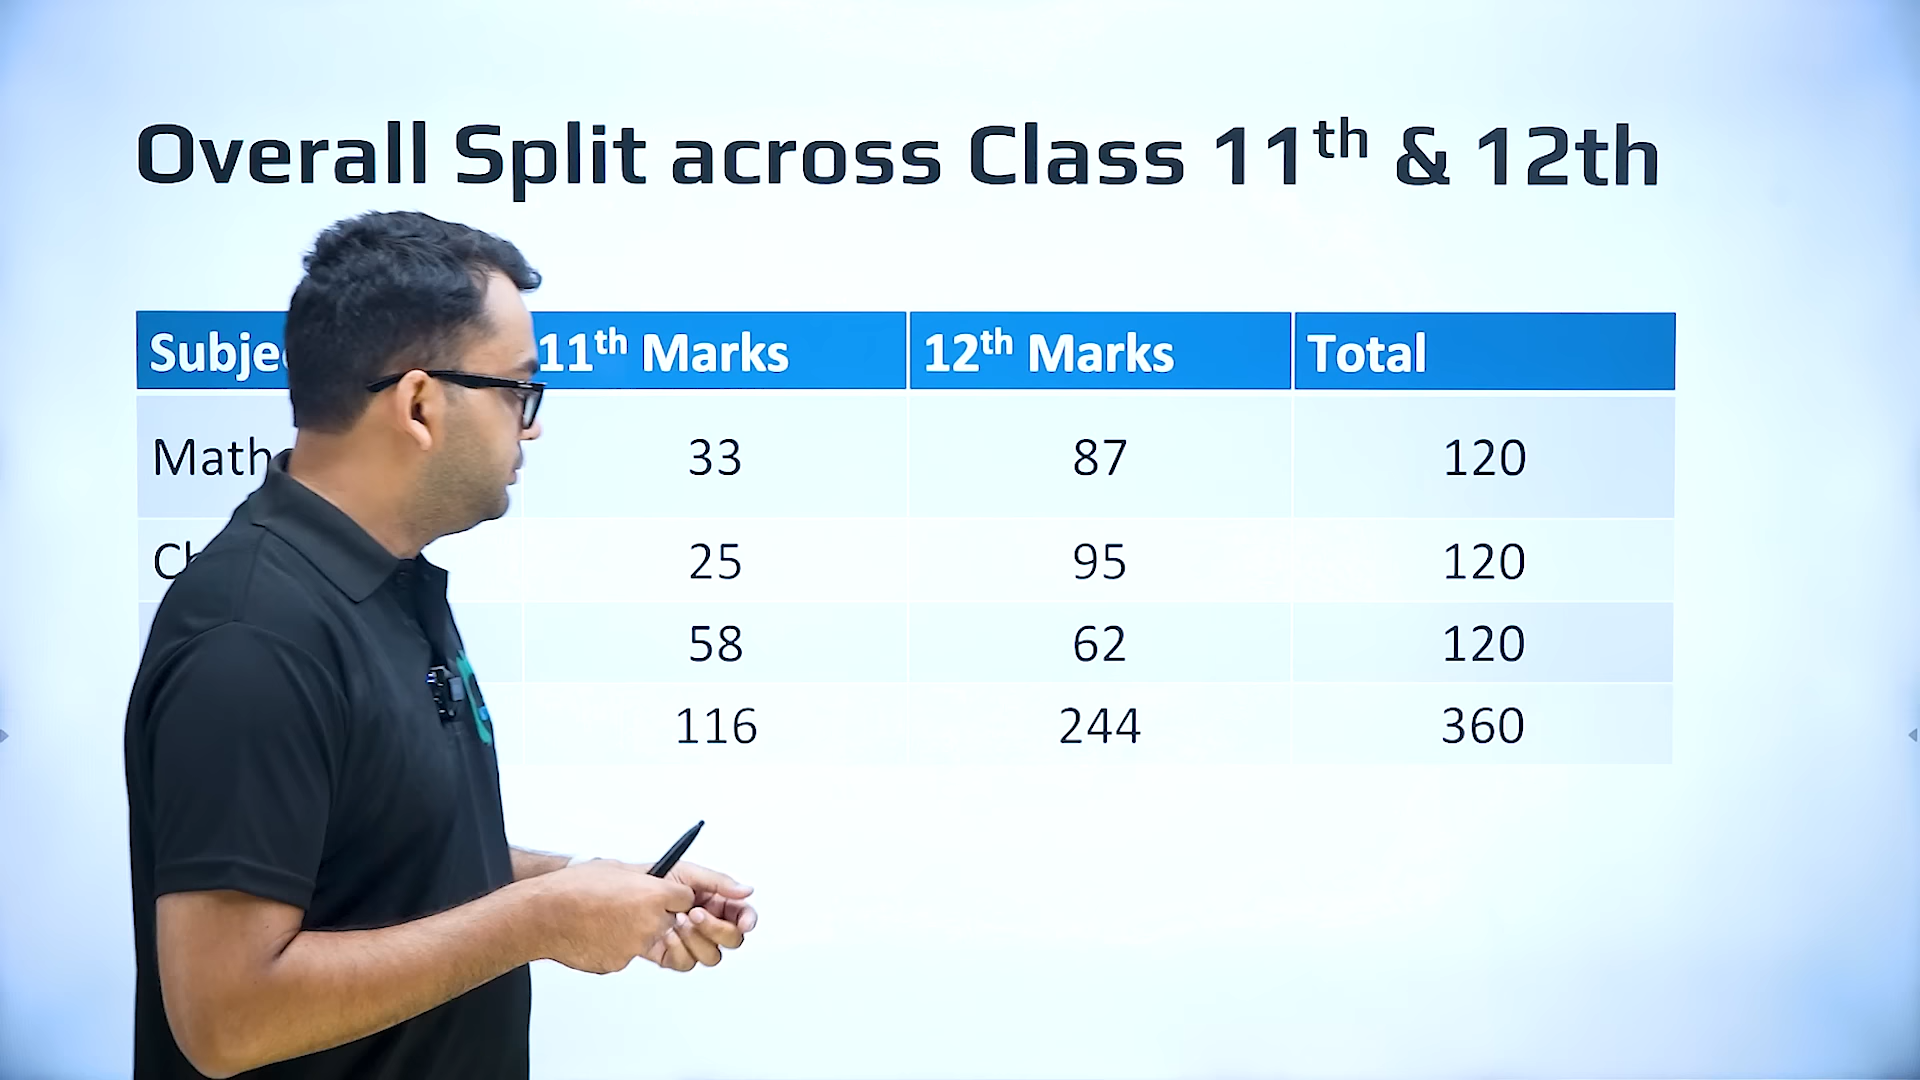 Overall Split across Class 11th & 12th
11th Marks 12th Marks Total
33 87 120
25 95 120
58 62 120
116 244 360